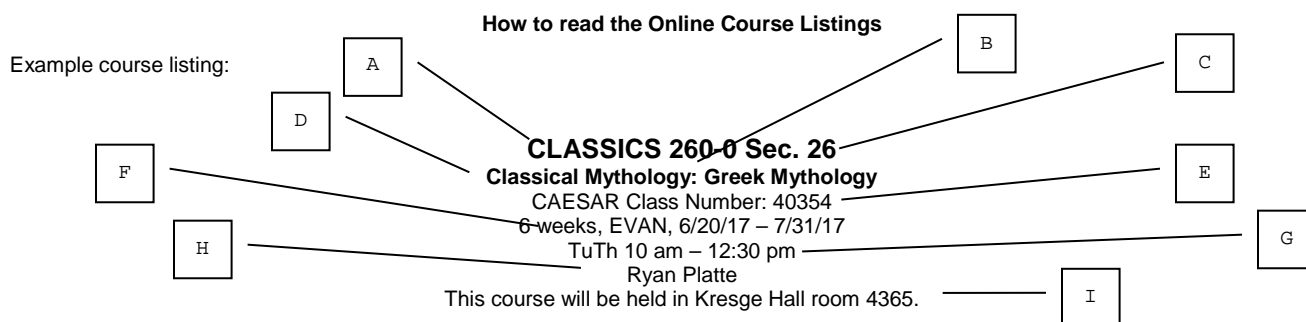 How to read the Online Course Listings
B
A
C
Example course listing:
D
CLASSICS 260-0 Sec. 26
Classical Mythology: Greek Mythology
F
E
CAESAR Class Number: 40354
6 weeks, EVAN, 6/20/17 – 7/31/17
H
TuTh 10 am – 12:30 pm
G
Ryan Platte
This course will be held in Kresge Hall room 4365.
I